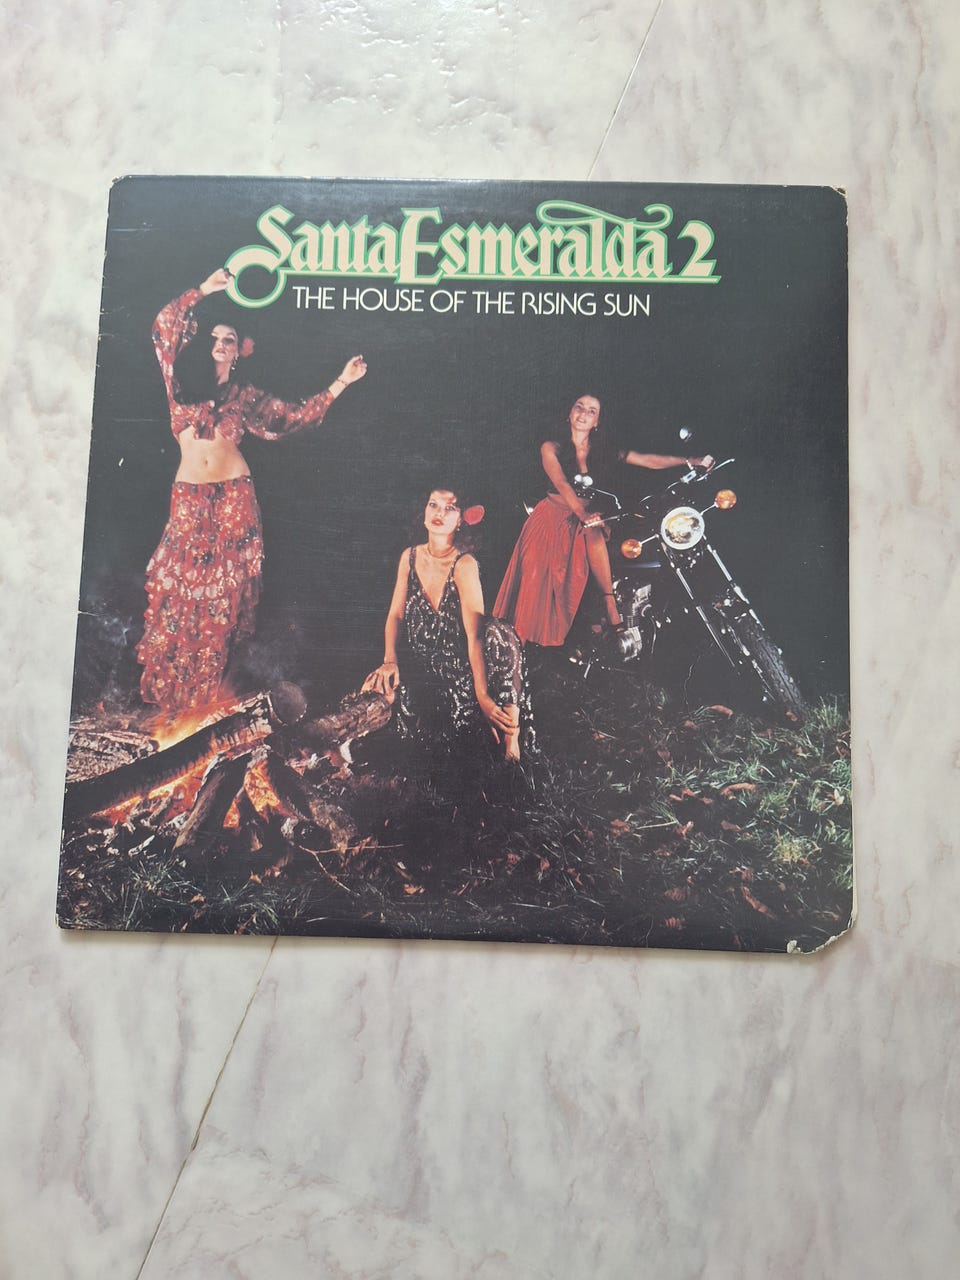 Santa Esmeralda 2
THE HOUSE OF THE RISING SUN